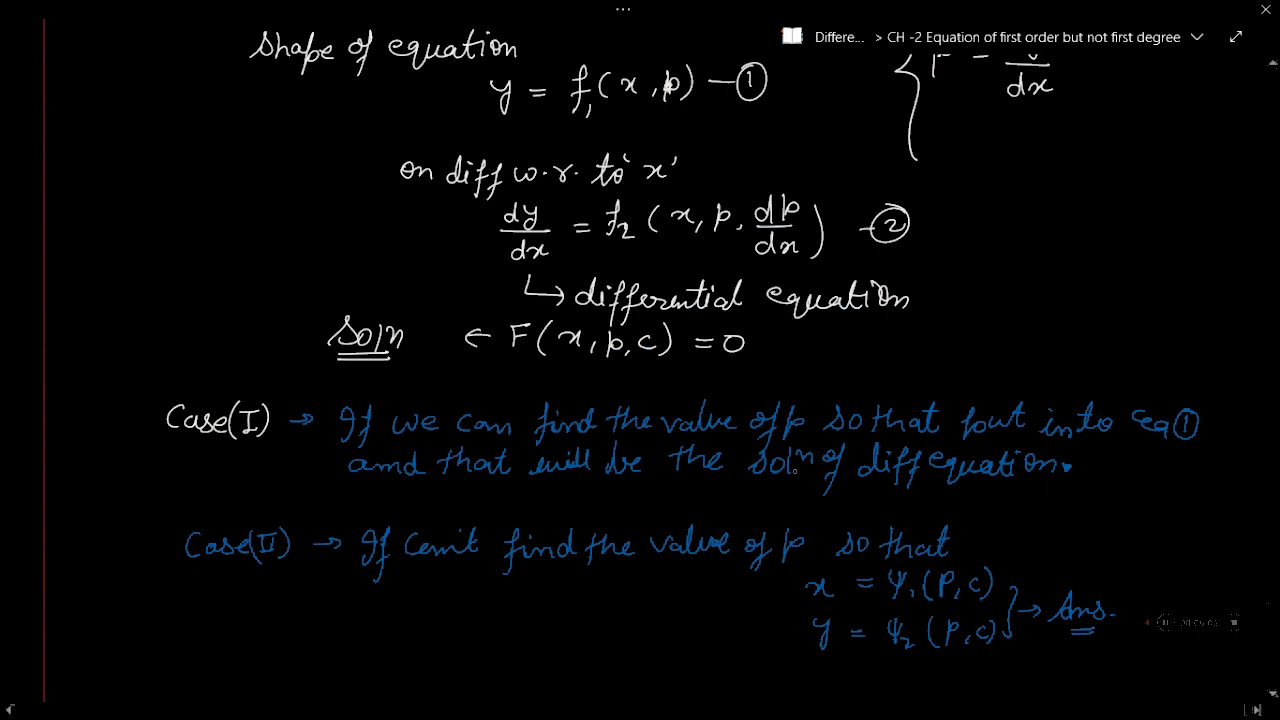 Differe... > CH -2 Equation of first order but not first degree
Shape of equation
y = f₁(x, p) — ①
dx
on diff w.r. to 'x'
dy/dx = f₂ (x, p, dp/dx) — ②
↳ differential equation
Soln ← F(x, p, c) = 0
Case(I) → If we can find the value of p so that put into eq ①
and that will be the soln of diff equation.
Case(II) → If can't find the value of p so that
x = ψ₁(p, c)
y = ψ₂(p, c) } → Ans.